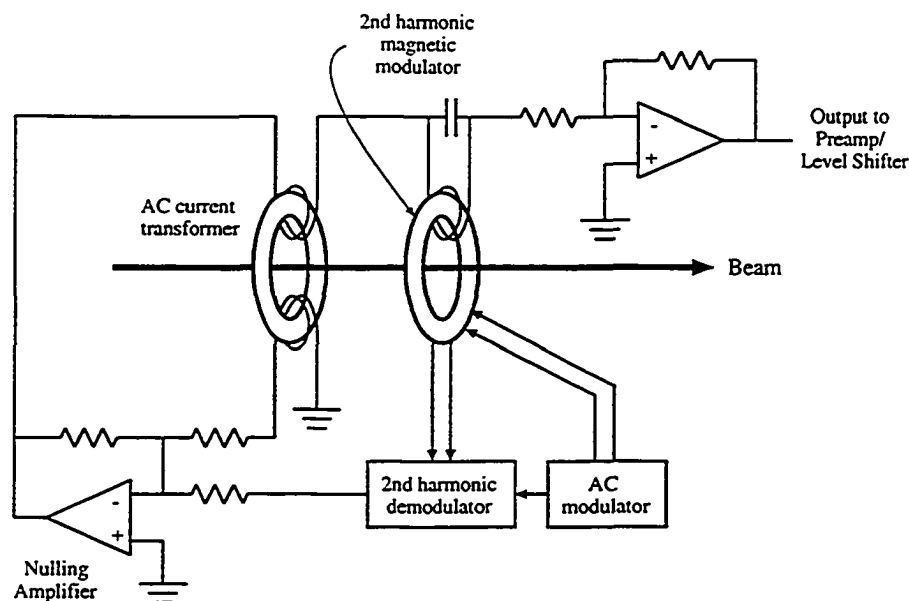 2nd harmonic
magnetic
modulator
-
+
Output to
Preamp/
Level Shifter
AC current
transformer
Beam
2nd harmonic
demodulator
AC
modulator
-
+
Nulling
Amplifier